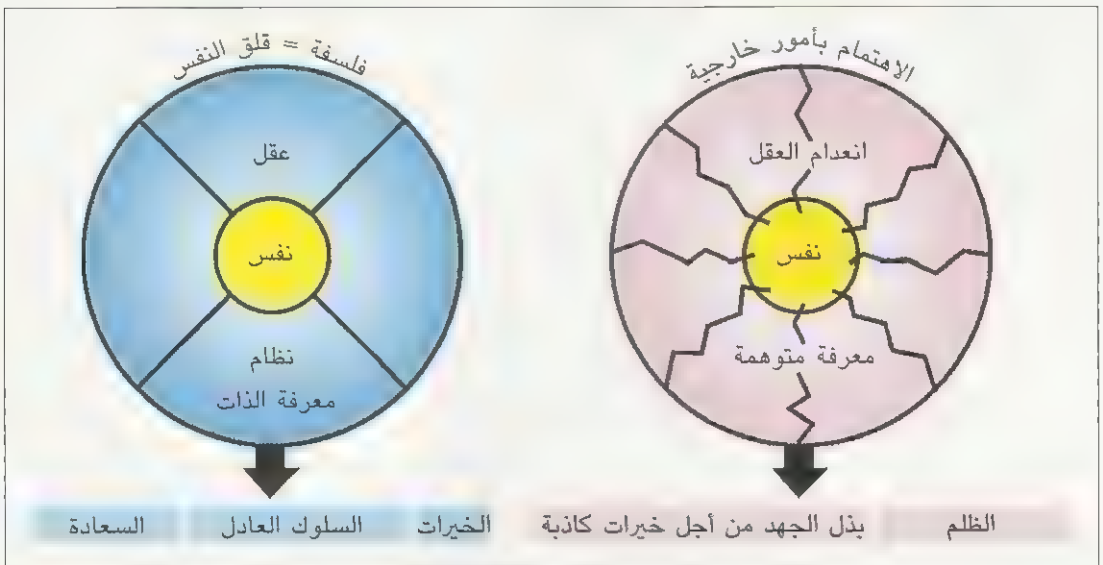 الاهتمام بأمور خارجية
انعدام العقل
نفس
معرفة متوهمة
الظلم
بذل الجهد من أجل خيرات كاذبة
فلسفة = قلق النفس
عقل
نفس
نظام
معرفة الذات
الخيرات
السلوك العادل
السعادة